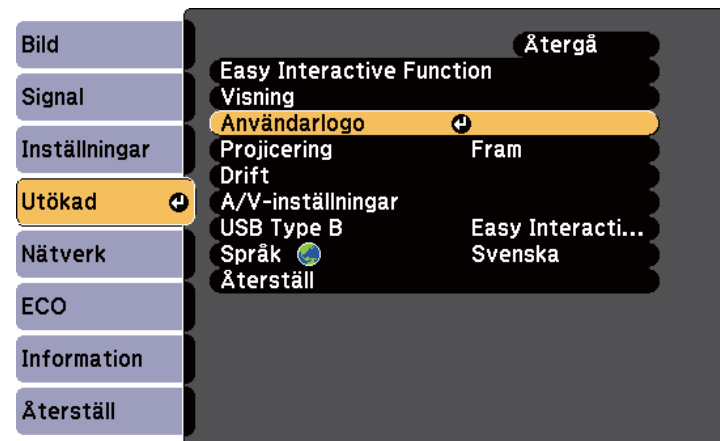 Bild
Signal
Inställningar
Utökad
Nätverk
ECO
Information
Återställ
Återgå
Easy Interactive Function
Visning
Användarlogo
Projicering Fram
Drift
A/V-inställningar
USB Type B Easy Interacti...
Språk Svenska
Återställ